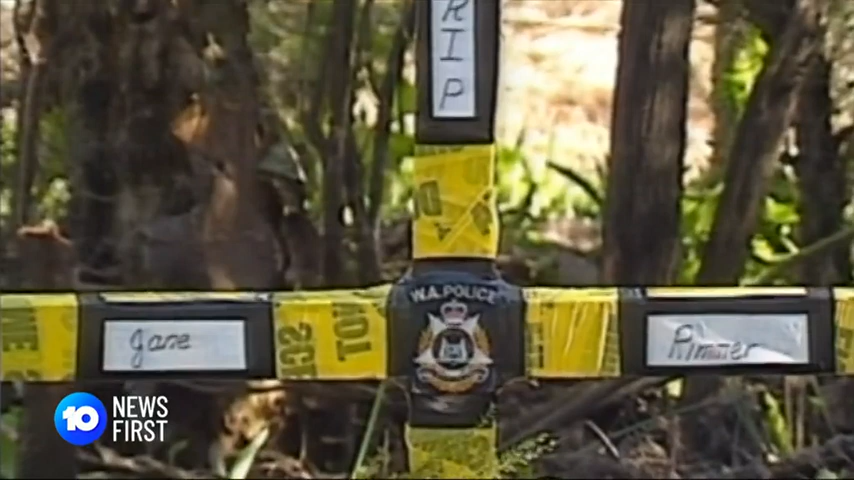 RIP
W.A. POLICE
Jane
Rimmer
10 NEWS
FIRST